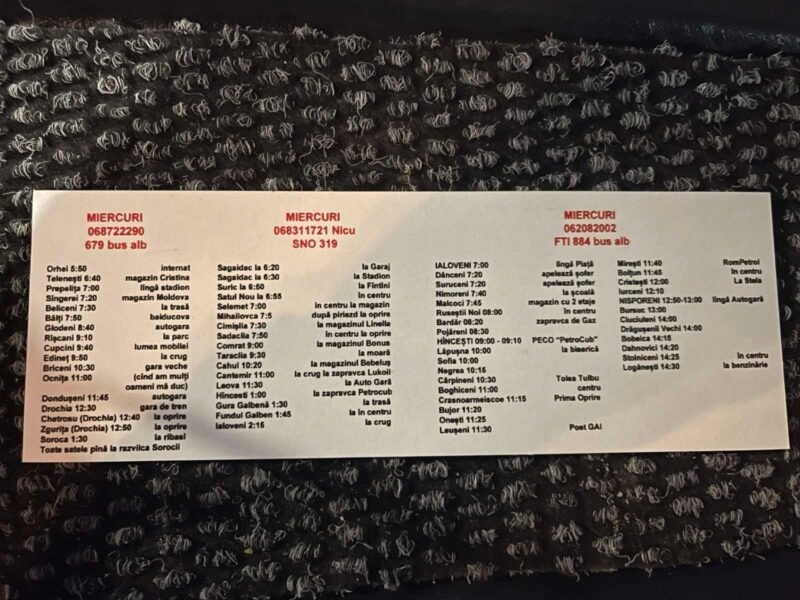 MIERCURI
068722290
679 bus alb
Orhei 5:50 internat
Telenești 6:40 magazin Cristina
Prepelița 7:00 lîngă stadion
Singerei 7:20 magazin Moldova
Beliceni 7:30 la trasă
Bălți 7:50 baiducova
Glodeni 8:40 autogara
Rîșcani 9:10 la parc
Cupcini 9:40 lumea mobilei
Edineț 9:50 la crug
Briceni 10:30 gara veche
Ocnița 11:00 (cînd am mulți
oameni mă duc)
Dondușeni 11:45 autogara
Drochia 12:30 gara de tren
Chetrosu (Drochia) 12:40 la oprire
Zgurița (Drochia) 12:50 la oprire
Soroca 1:30 la ribasl
Toate satele pînă la razvilca Sorocii
MIERCURI
068311721 Nicu
SNO 319
Sagaidac la 6:20 la Garaj
Sagaidac la 6:30 la Stadion
Suric la 6:50 la Fintini
Satul Nou la 6:55 în centru
Selemet 7:00 în centru la magazin
Mihailovca 7:5 după pirjezd la oprire
Cimișlia 7:30 la magazinul Linella
Sadaclia 7:50 în centru la oprire
Comrat 9:00 la magazinul Bonus
Taraclia 9:30 la moară
Cahul 10:20 la magazinul Bebeluș
Cantemir 11:00 la crug la zapravca Lukoil
Leova 11:30 la Auto Gară
Hincesti 1:00 la zapravca Petrocub
Gura Galbenă 1:30 la trasă
Fundul Galben 1:45 la in centru
Ialoveni 2:15 la crug
MIERCURI
062082002
FTI 884 bus alb
IALOVENI 7:00 lîngă Piață
Dănceni 7:20 apelează șofer
Suruceni 7:20 apelează șofer
Nimoreni 7:40 la școală
Malcoci 7:45 magazin cu 2 etaje
Ruseștii Noi 08:00 în centru
Bardăr 08:20 zapravca de Gaz
Pojăreni 08:30
HÎNCEȘTI 09:00 - 09:10 PECO “PetroCub”
Lăpușna 10:00 la biserică
Sofia 10:00
Negrea 10:15
Cărpineni 10:30 Tolea Tulbu
Boghiceni 11:00 centru
Crasnoarmeiscoe 11:15 Prima Oprire
Bujor 11:20
Onești 11:25
Leușeni 11:30 Post GAI
Mirești 11:40 RomPetrol
Bolțun 11:45 în centru
Cristești 12:00 La Stela
Iurceni 12:10
NISPORENI 12:50-13:00 lîngă Autogară
Bursuc 13:00
Ciuciuleni 14:00
Drăgușenii Vechi 14:00
Bobeica 14:15
Dahnovici 14:20
Stolniceni 14:25 în centru
Logănești 14:30 la benzinărie